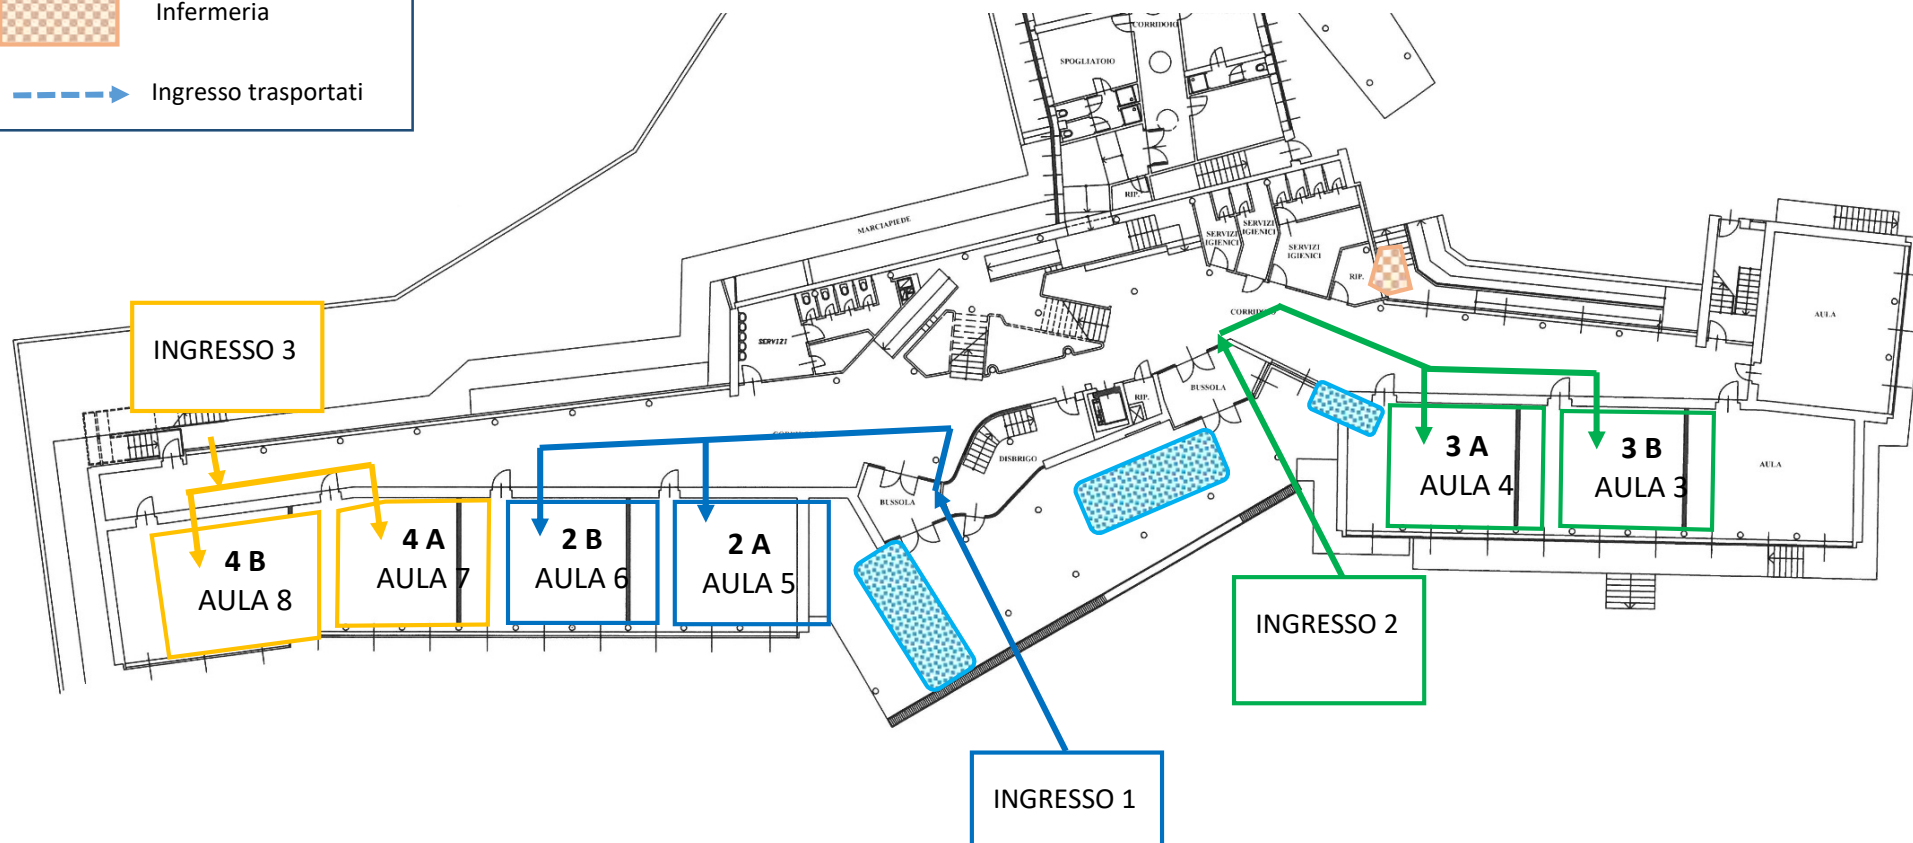 Infermeria
Ingresso trasportati
CORRIDOIO
SPOGLIATOIO
RIP.
MARCIAPIEDE
SERVIZI
IGIENICI
SERVIZI
IGIENICI
SERVIZI
IGIENICI
RIP.
AULA
INGRESSO 3
SERVIZI
BUSSOLA
RIP.
DISBRIGO
BUSSOLA
3 A
AULA 4
3 B
AULA 3
AULA
4 B
AULA 8
4 A
AULA 7
2 B
AULA 6
2 A
AULA 5
INGRESSO 2
INGRESSO 1